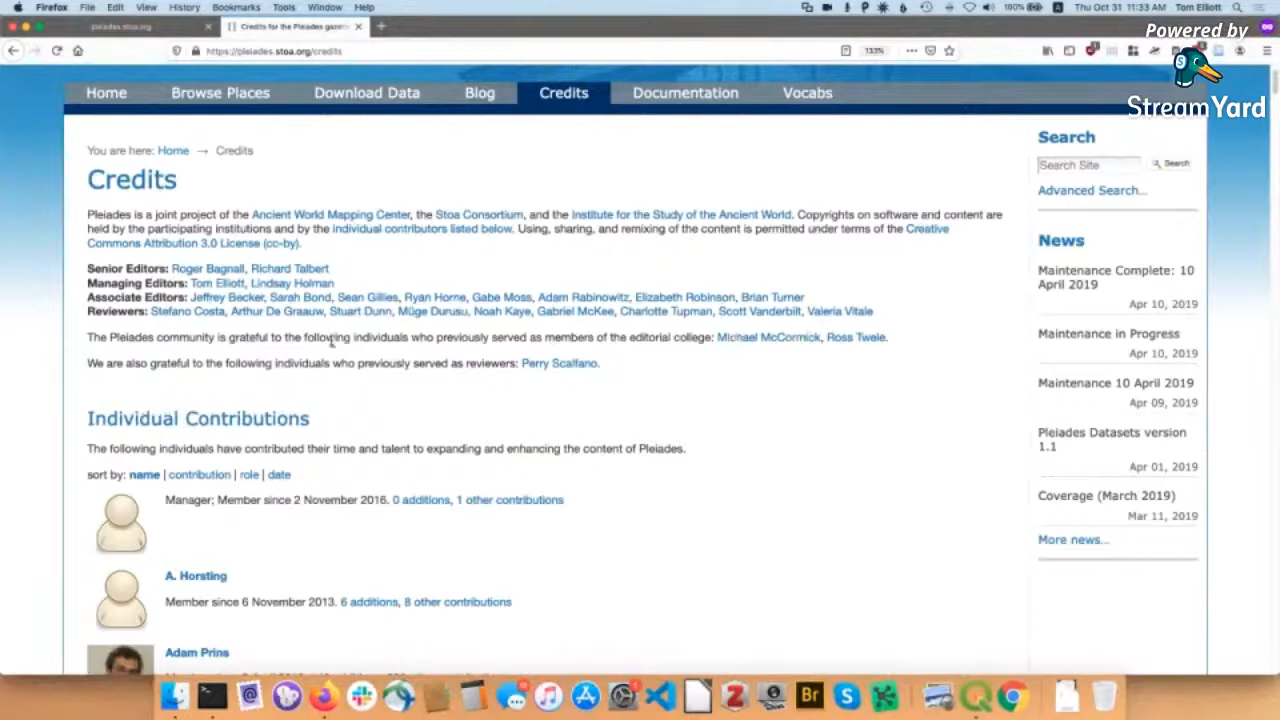 Firefox File Edit View History Bookmarks Tools Window Help 100% Thu Oct 31 11:33 AM Tom Elliott
pleiades.stoa.org Credits for the Pleiades gazet
https://pleiades.stoa.org/credits 133%
Powered by
StreamYard
Home Browse Places Download Data Blog Credits Documentation Vocabs
You are here: Home → Credits
Credits
Pleiades is a joint project of the Ancient World Mapping Center, the Stoa Consortium, and the Institute for the Study of the Ancient World. Copyrights on software and content are
held by the participating institutions and by the individual contributors listed below. Using, sharing, and remixing of the content is permitted under terms of the Creative
Commons Attribution 3.0 License (cc-by).
Senior Editors: Roger Bagnall, Richard Talbert
Managing Editors: Tom Elliott, Lindsay Holman
Associate Editors: Jeffrey Becker, Sarah Bond, Sean Gillies, Ryan Horne, Gabe Moss, Adam Rabinowitz, Elizabeth Robinson, Brian Turner
Reviewers: Stefano Costa, Arthur De Graauw, Stuart Dunn, Müge Durusu, Noah Kaye, Gabriel McKee, Charlotte Tupman, Scott Vanderbilt, Valeria Vitale
The Pleiades community is grateful to the following individuals who previously served as members of the editorial college: Michael McCormick, Ross Twele.
We are also grateful to the following individuals who previously served as reviewers: Perry Scalfano.
Individual Contributions
The following individuals have contributed their time and talent to expanding and enhancing the content of Pleiades.
sort by: name | contribution | role | date
Manager; Member since 2 November 2016. 0 additions, 1 other contributions
A. Horsting
Member since 6 November 2013. 6 additions, 8 other contributions
Adam Prins
Search
Search Site Search
Advanced Search...
News
Maintenance Complete: 10
April 2019
Apr 10, 2019
Maintenance in Progress
Apr 10, 2019
Maintenance 10 April 2019
Apr 09, 2019
Pleiades Datasets version
1.1
Apr 01, 2019
Coverage (March 2019)
Mar 11, 2019
More news...
Br